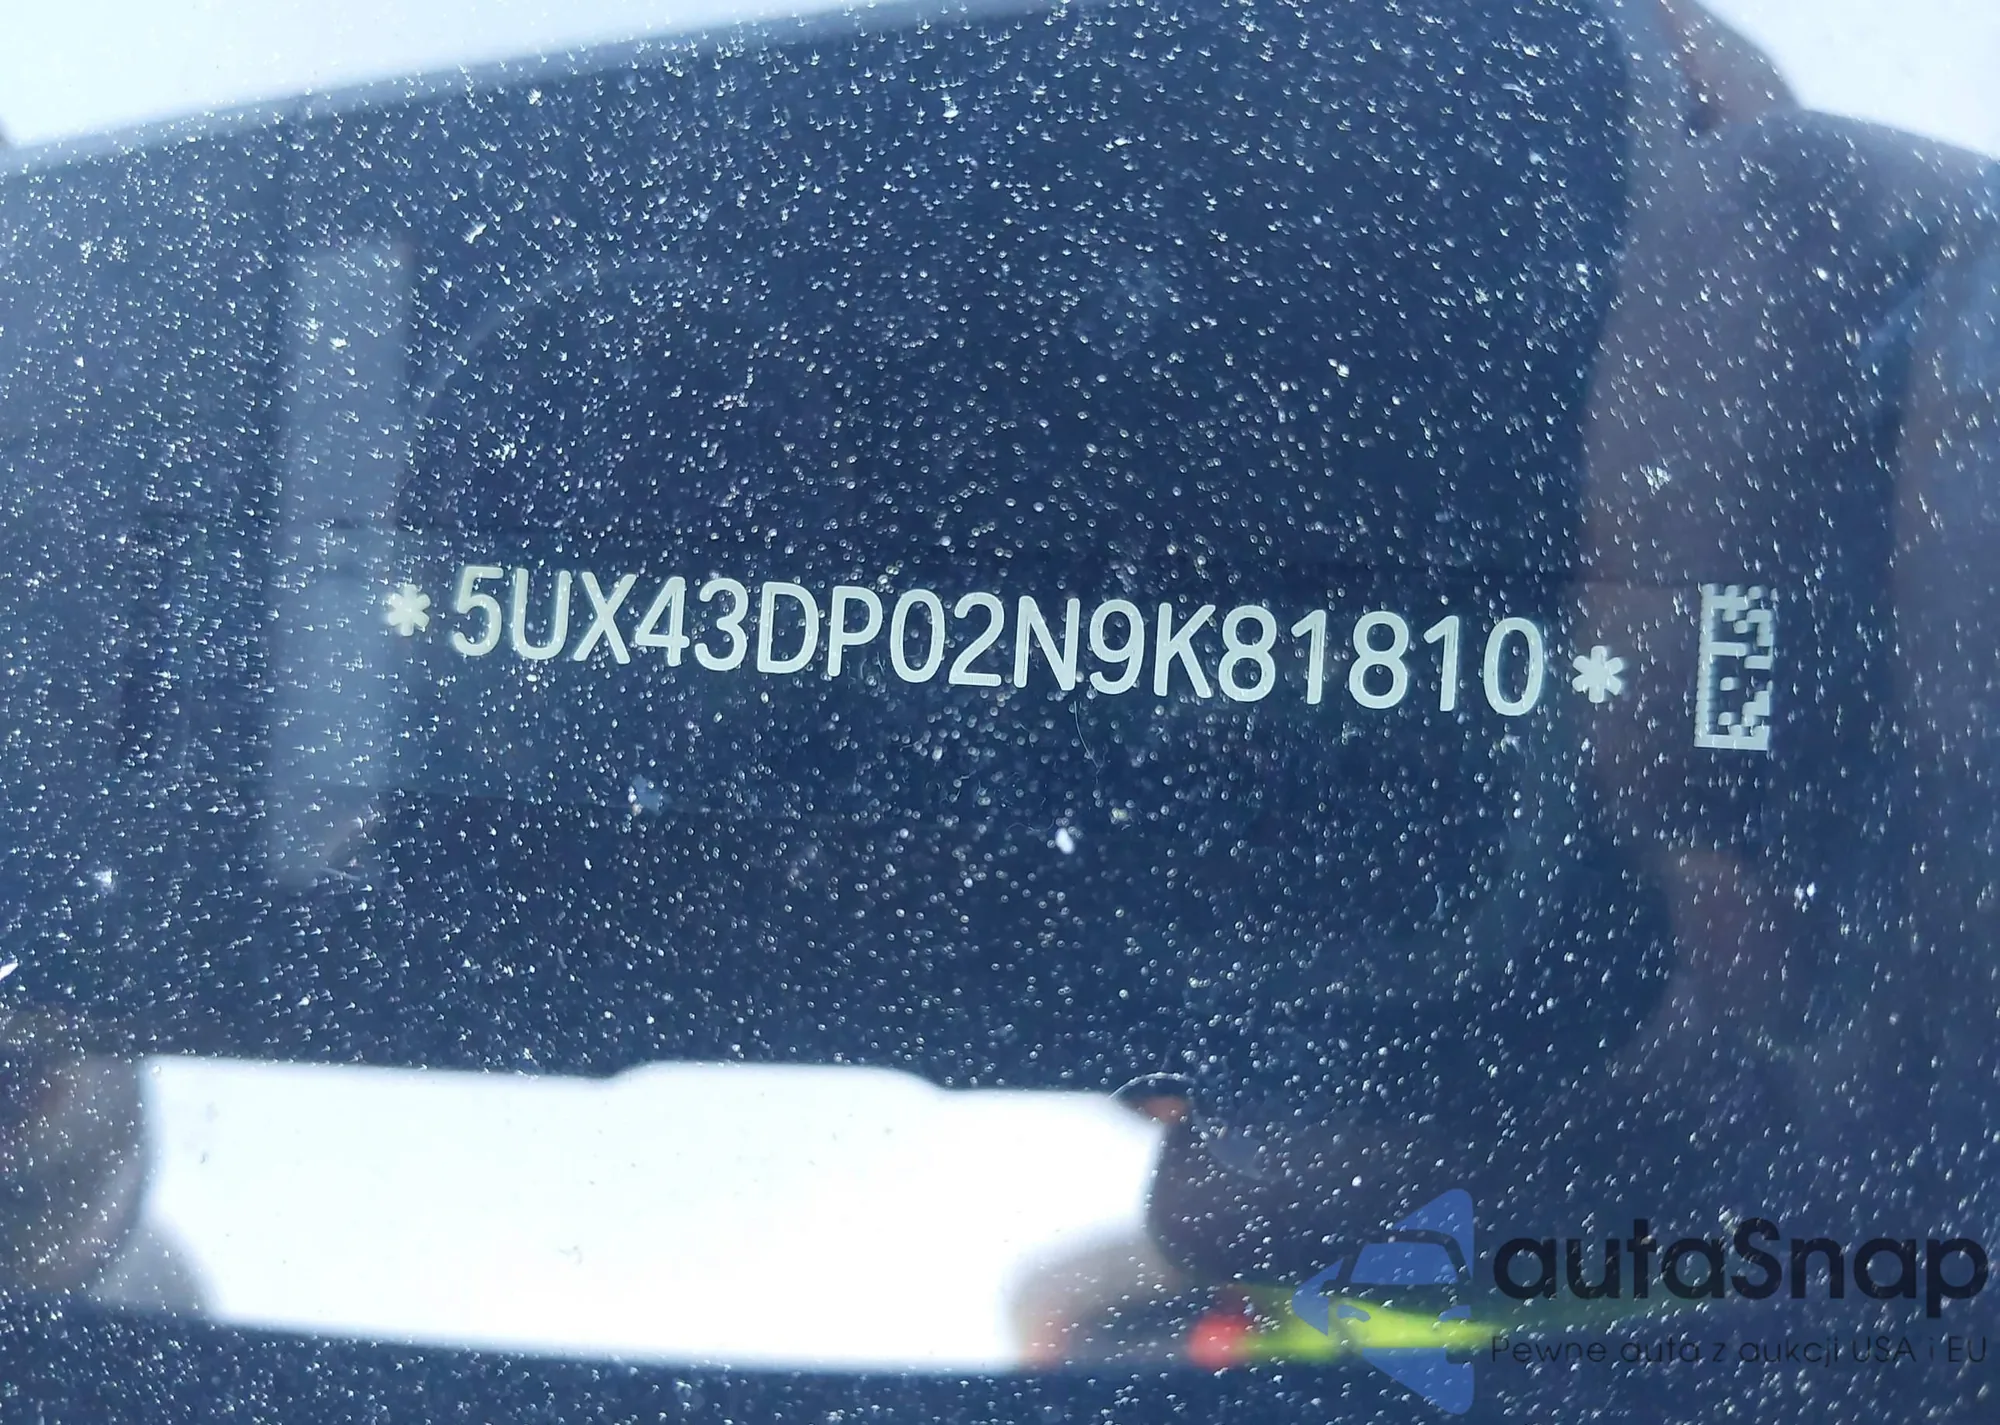 *5UX43DP02N9K81810*
autaSnap
Pewne auta z aukcji USA i EU